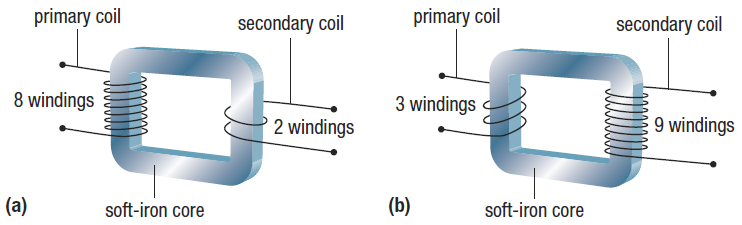 primary coil
secondary coil
8 windings
2 windings
soft-iron core
(a)
primary coil
secondary coil
3 windings
9 windings
soft-iron core
(b)